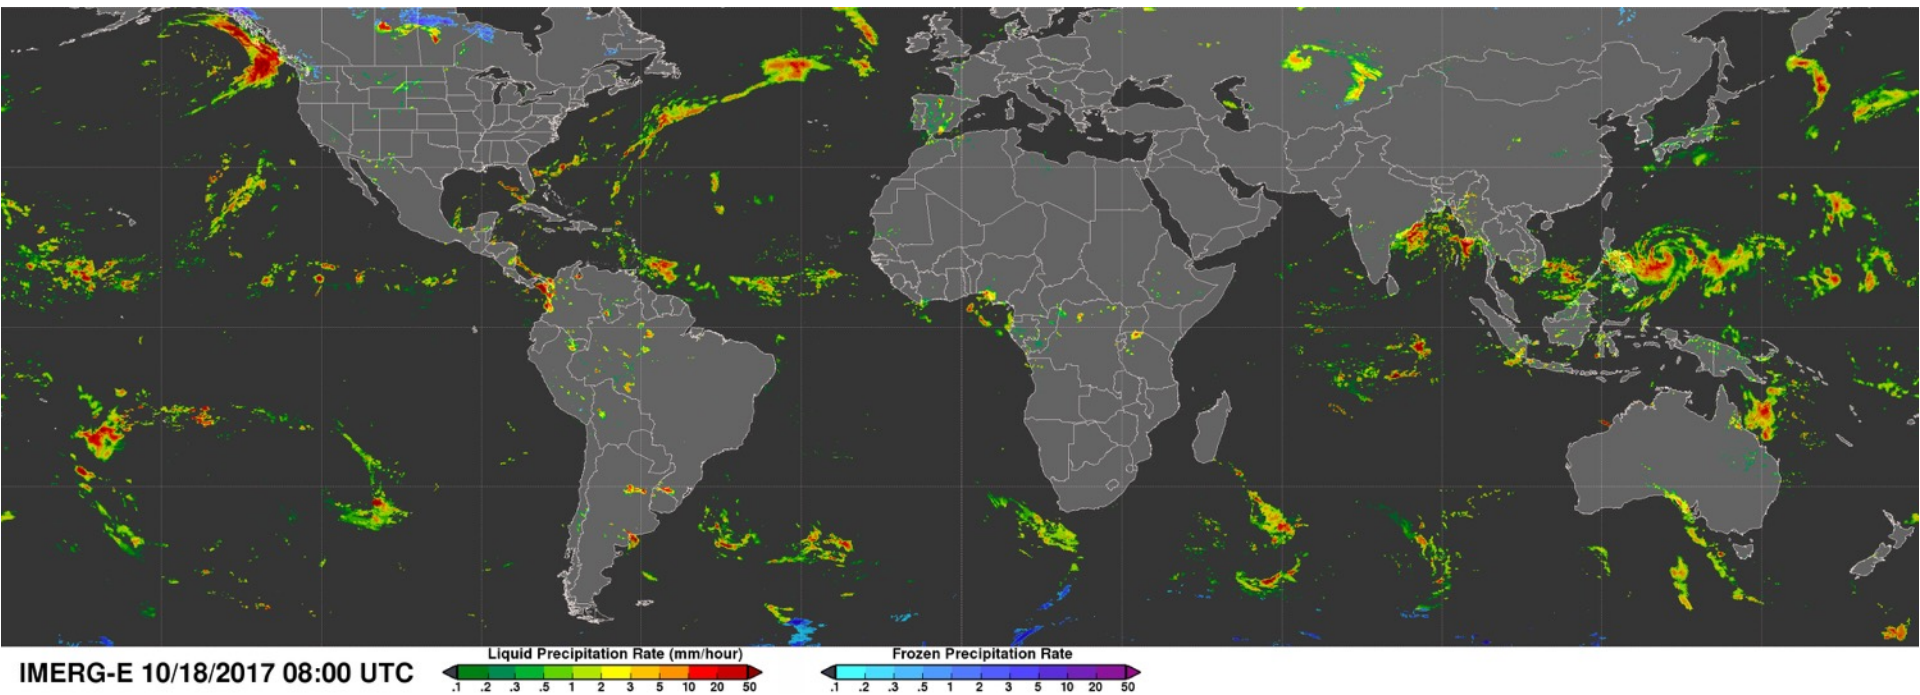 IMERG-E 10/18/2017 08:00 UTC
Liquid Precipitation Rate (mm/hour)
.1 .2 .3 .5 1 2 3 5 10 20 50
Frozen Precipitation Rate
.1 .2 .3 .5 1 2 3 5 10 20 50